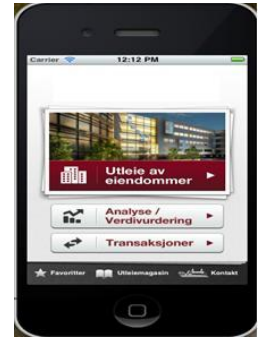 Carrier 12:12 PM
Utleie av
eiendommer
Analyse /
Verdivurdering
Transaksjoner
Favoritter Utleiemagasin Kontakt